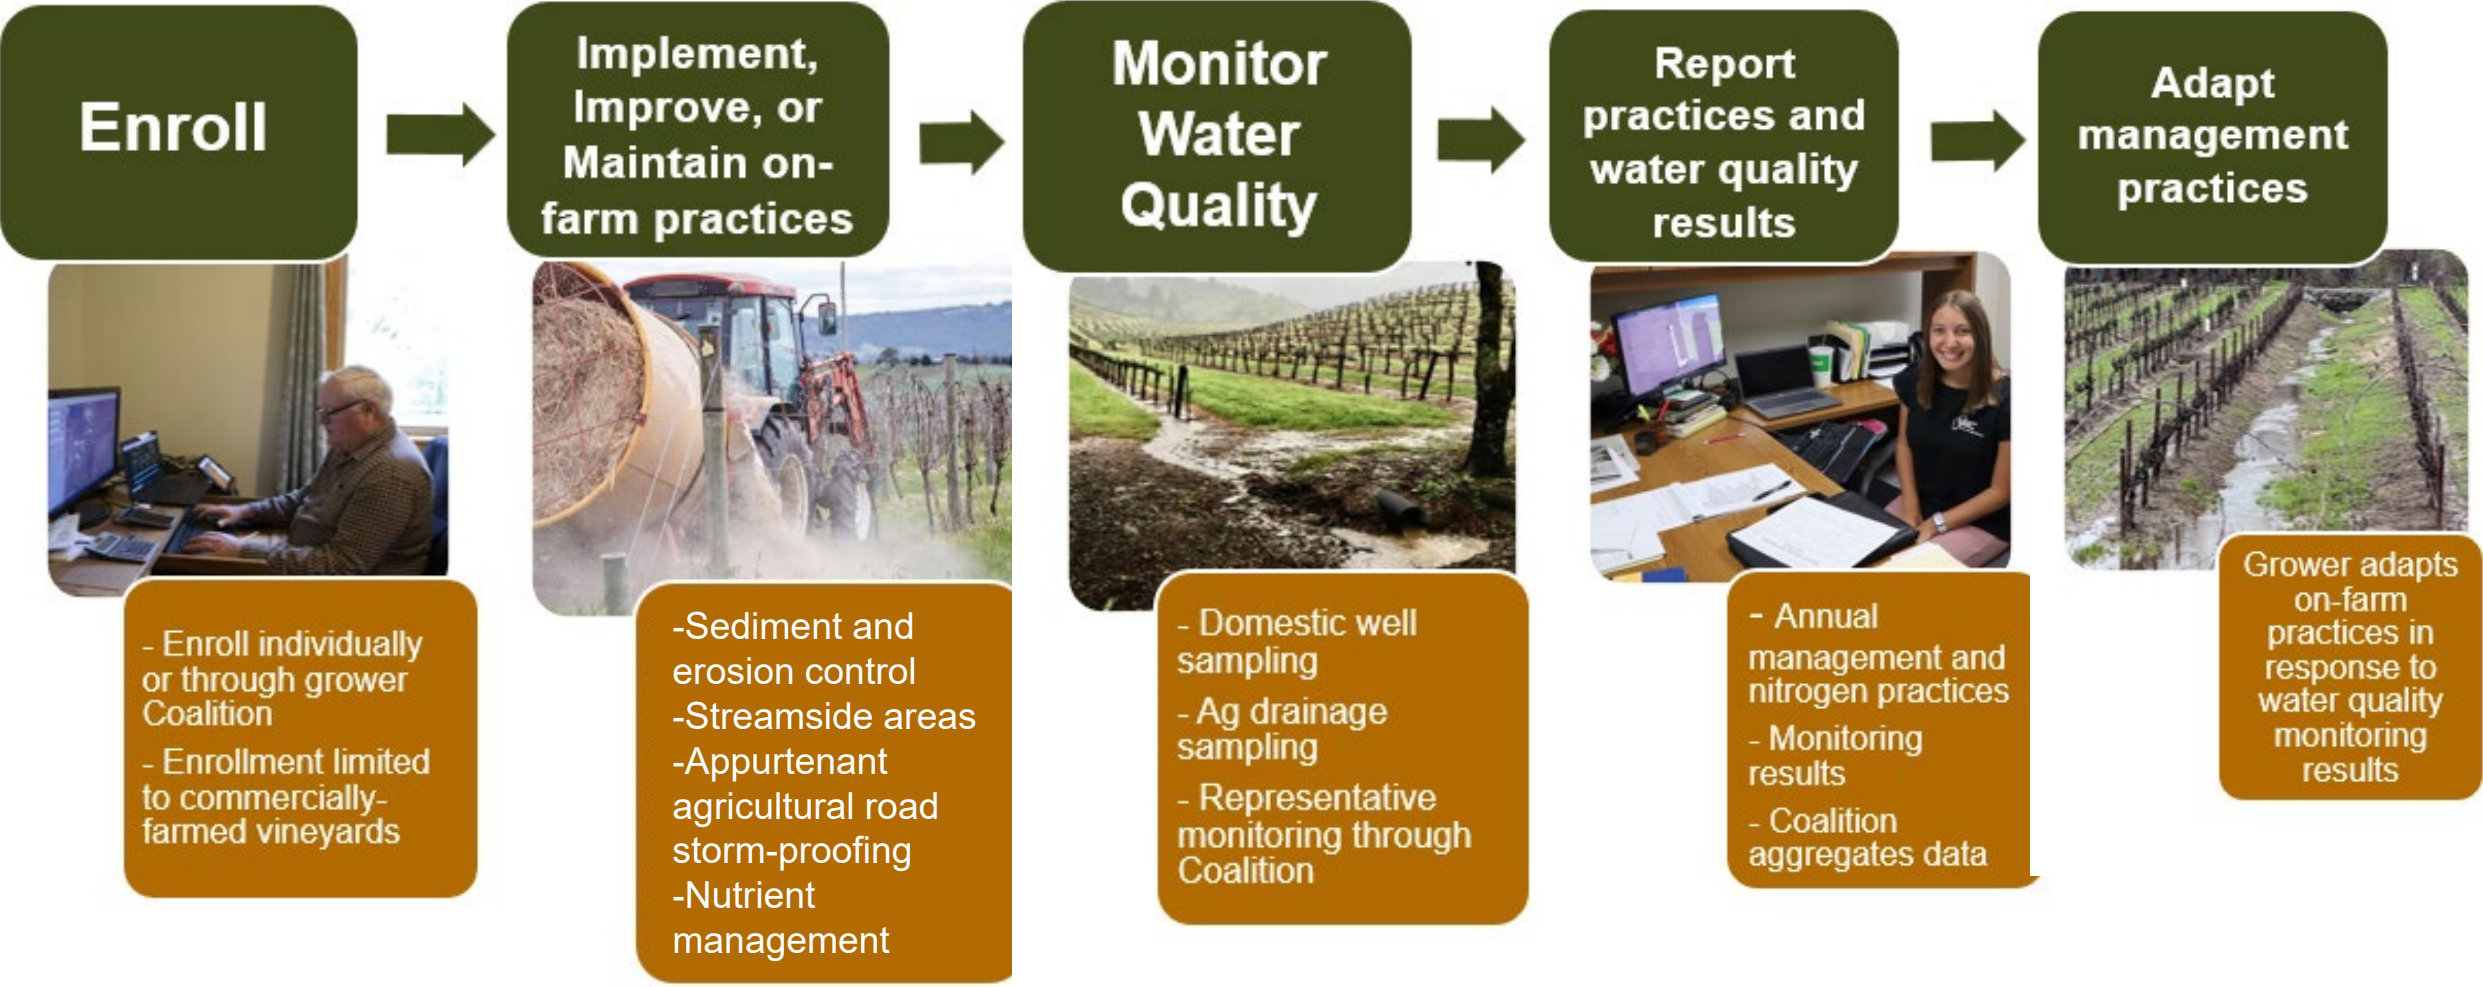 Enroll
- Enroll individually
or through grower
Coalition
- Enrollment limited
to commercially-
farmed vineyards
Implement,
Improve, or
Maintain on-
farm practices
-Sediment and
erosion control
-Streamside areas
-Appurtenant
agricultural road
storm-proofing
-Nutrient
management
Monitor
Water
Quality
- Domestic well
sampling
- Ag drainage
sampling
- Representative
monitoring through
Coalition
Report
practices and
water quality
results
- Annual
management and
nitrogen practices
- Monitoring
results
- Coalition
aggregates data
Adapt
management
practices
Grower adapts
on-farm
practices in
response to
water quality
monitoring
results